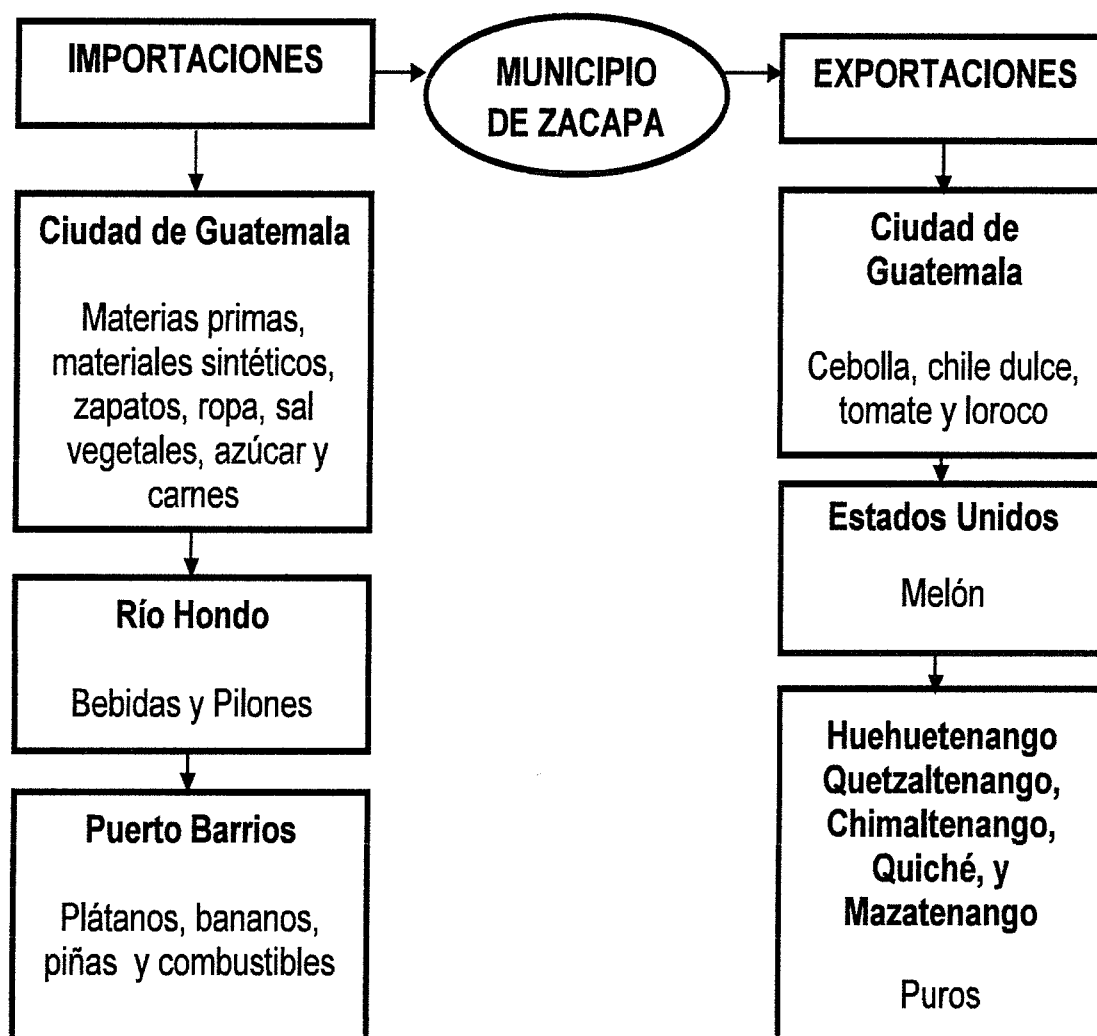 IMPORTACIONES
MUNICIPIO
DE ZACAPA
EXPORTACIONES
Ciudad de Guatemala
Materias primas,
materiales sintéticos,
zapatos, ropa, sal
vegetales, azúcar y
carnes
Río Hondo
Bebidas y Pilones
Puerto Barrios
Plátanos, bananos,
piñas y combustibles
Ciudad de
Guatemala
Cebolla, chile dulce,
tomate y loroco
Estados Unidos
Melón
Huehuetenango
Quetzaltenango,
Chimaltenango,
Quiché, y
Mazatenango
Puros